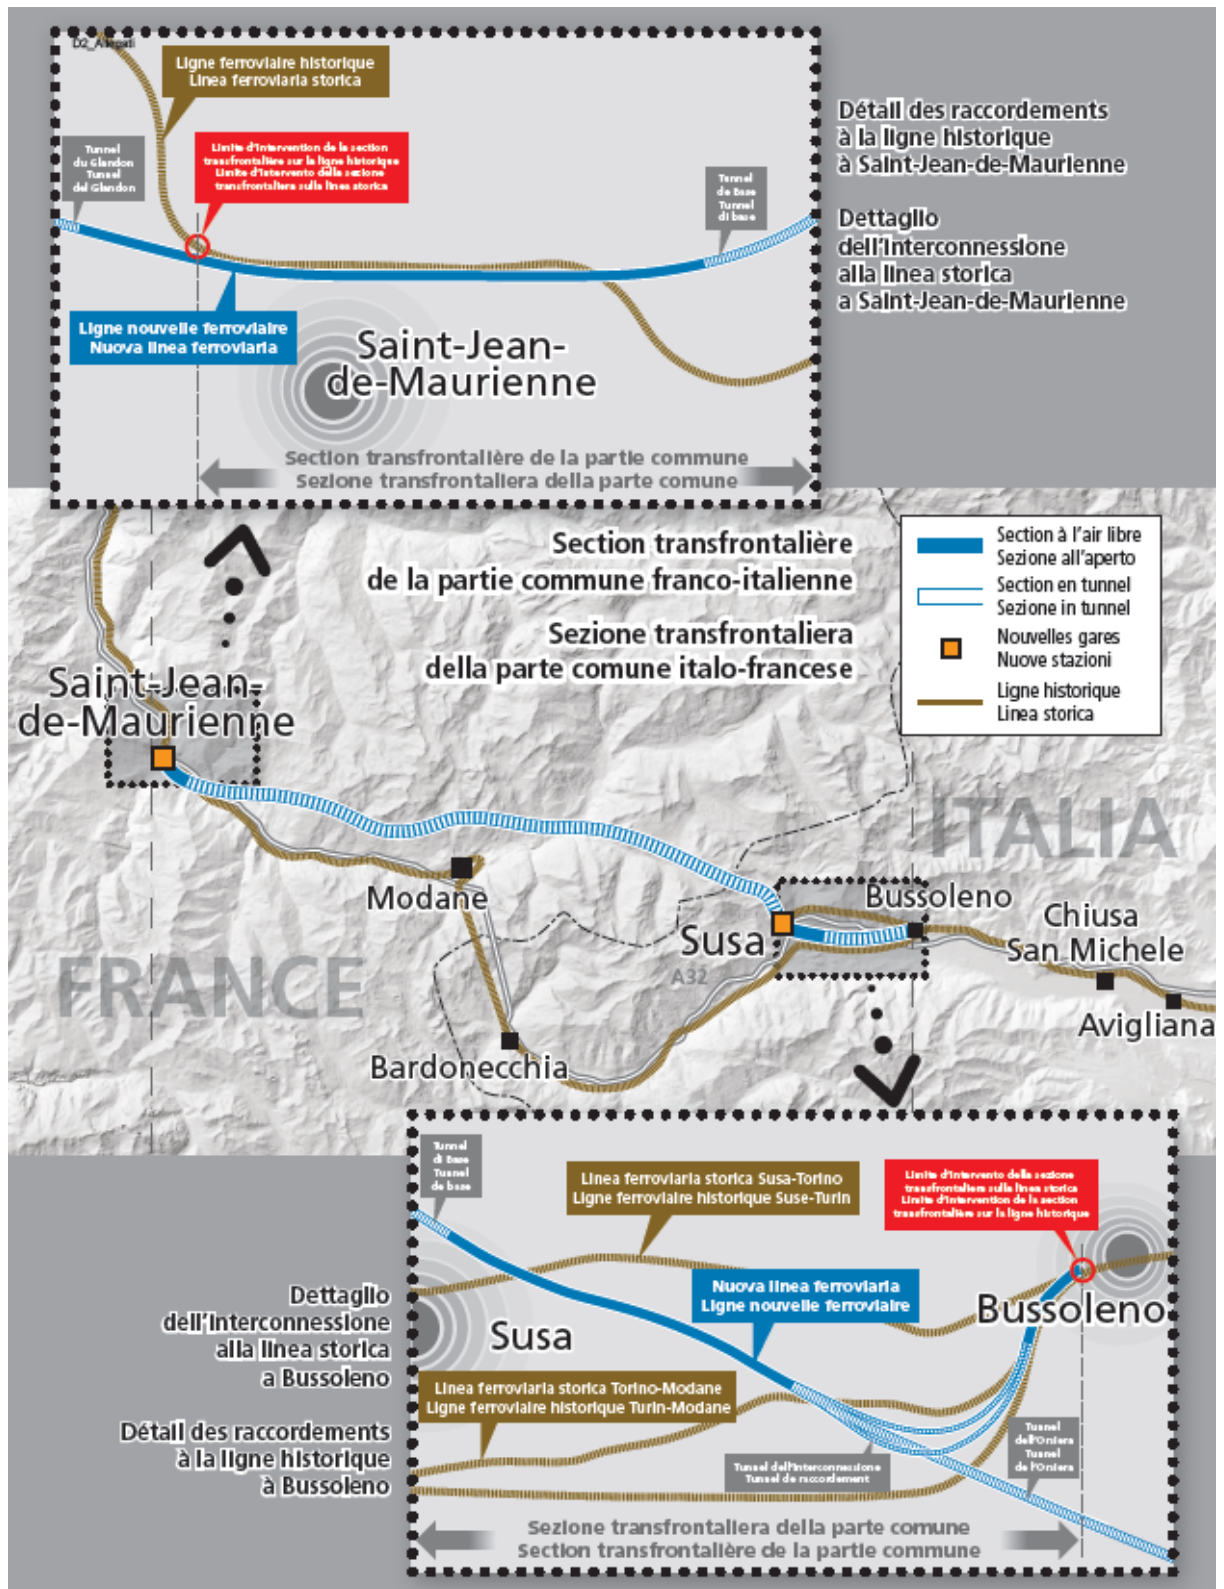 D2_Allegati
Ligne ferroviaire historique
Linea ferroviaria storica
Tunnel
du Glandon
Tunnel
del Glandon
Limite d'intervention de la section
transfrontalière sur la ligne historique
Limite d'intervento della sezione
transfrontaliera sulla linea storica
Tunnel
de Base
Tunnel
di base
Ligne nouvelle ferroviaire
Nuova linea ferroviaria
Saint-Jean-
de-Maurienne
Section transfrontalière de la partie commune
Sezione transfrontaliera della parte comune
Détail des raccordements
à la ligne historique
à Saint-Jean-de-Maurienne
Dettaglio
dell'Interconnessione
alla linea storica
a Saint-Jean-de-Maurienne
Section transfrontalière
de la partie commune franco-italienne
Sezione transfrontaliera
della parte comune italo-francese
Section à l'air libre
Sezione all'aperto
Section en tunnel
Sezione in tunnel
Nouvelles gares
Nuove stazioni
Ligne historique
Linea storica
Saint-Jean-
de-Maurienne
ITALIA
Modane
Bussoleno
Susa
Chiusa
San Michele
A32
FRANCE
Avigliana
Bardonecchia
Tunnel
di Base
Tunnel
de base
Linea ferroviaria storica Susa-Torino
Ligne ferroviaire historique Suse-Turin
Limite d'intervento della sezione
transfrontaliera sulla linea storica
Limite d'intervention de la section
transfrontalière sur la ligne historique
Nuova linea ferroviaria
Ligne nouvelle ferroviaire
Bussoleno
Susa
Linea ferroviaria storica Torino-Modane
Ligne ferroviaire historique Turin-Modane
Tunnel dell'Interconnessione
Tunnel de raccordement
Tunnel
dell'Orsiera
Tunnel
de l'Orsiera
Sezione transfrontaliera della parte comune
Section transfrontalière de la partie commune
Dettaglio
dell'Interconnessione
alla linea storica
a Bussoleno
Détail des raccordements
à la ligne historique
à Bussoleno